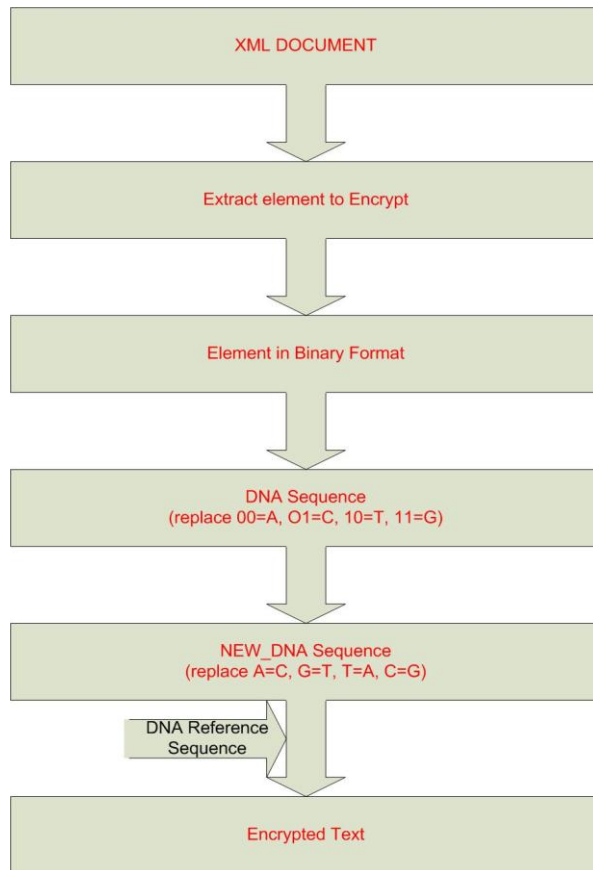 XML DOCUMENT
Extract element to Encrypt
Element in Binary Format
DNA Sequence
(replace 00=A, O1=C, 10=T, 11=G)
NEW_DNA Sequence
(replace A=C, G=T, T=A, C=G)
DNA Reference
Sequence
Encrypted Text